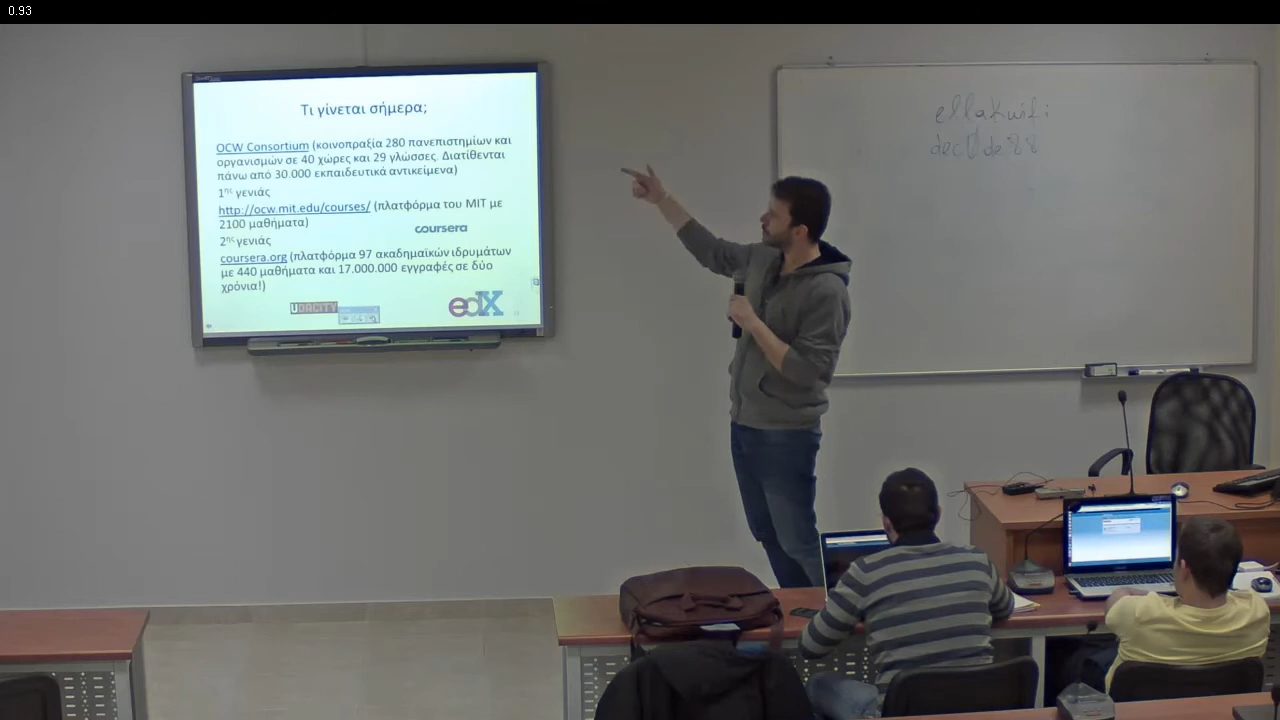 0.93
Τι γίνεται σήμερα;
OCW Consortium (κοινοπραξία 280 πανεπιστημίων και
οργανισμών σε 40 χώρες και 29 γλώσσες. Διατίθενται
πάνω από 30.000 εκπαιδευτικά αντικείμενα)
1ης γενιάς
http://ocw.mit.edu/courses/ (πλατφόρμα του MIT με
2100 μαθήματα)
coursera
2ης γενιάς
coursera.org (πλατφόρμα 97 ακαδημαϊκών ιδρυμάτων
με 440 μαθήματα και 17.000.000 εγγραφές σε δύο
χρόνια!)
UDACITY
edX
ellakwifi